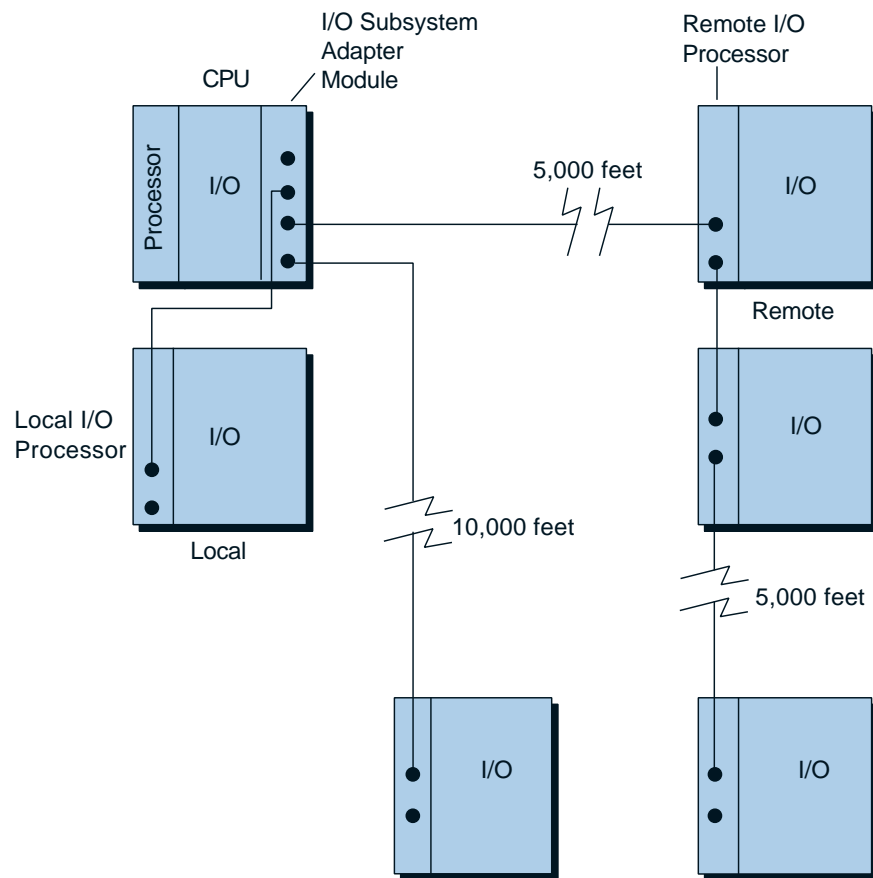 I/O Subsystem
Adapter
Module
Remote I/O
Processor
CPU
Processor
I/O
5,000 feet
I/O
Remote
Local I/O
Processor
I/O
Local
I/O
10,000 feet
5,000 feet
I/O
I/O